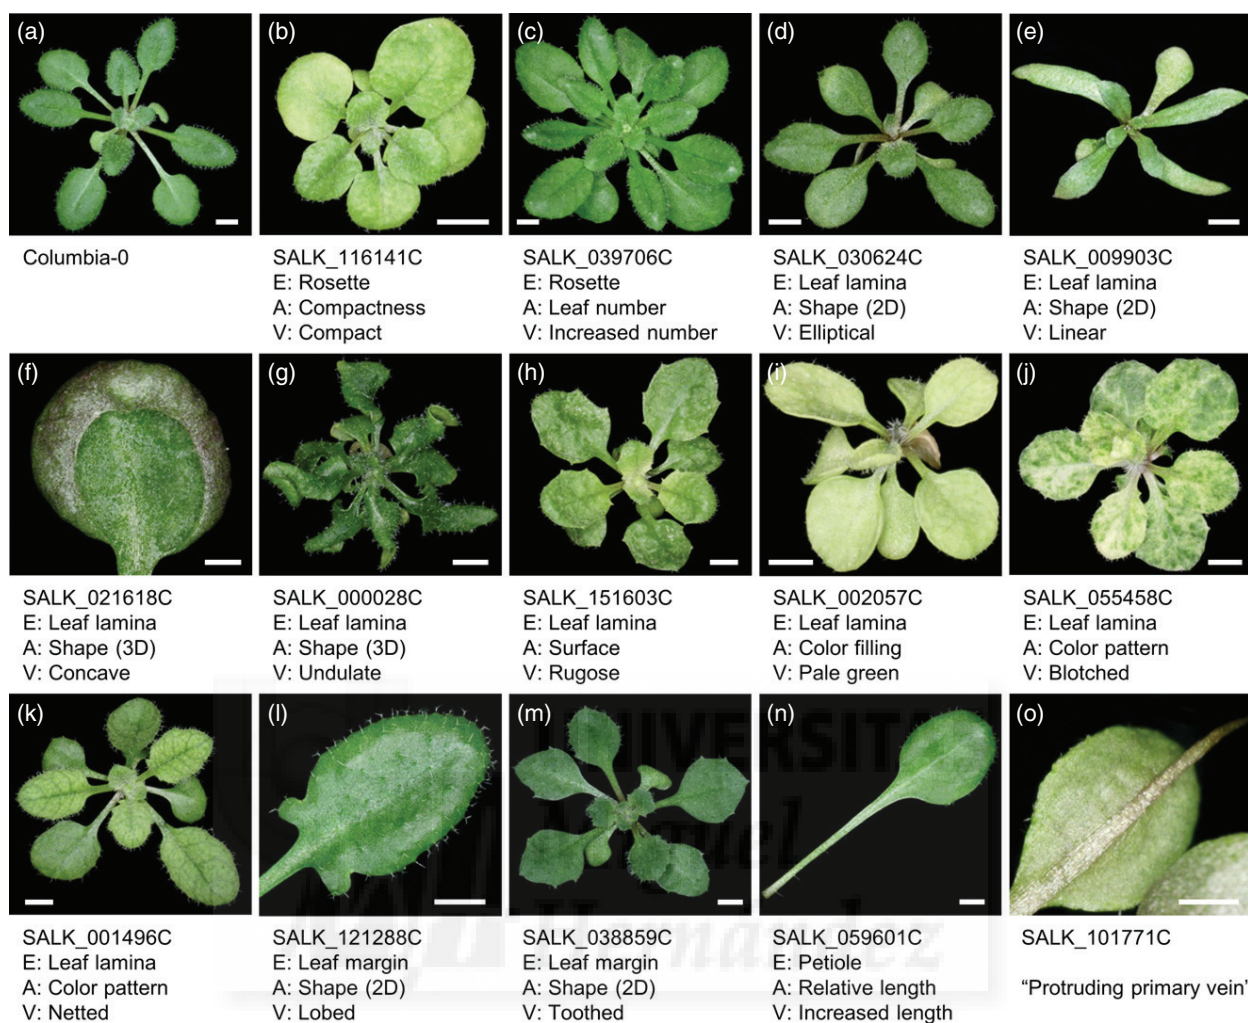 (a) (b) (c) (d) (e)
Columbia-0
SALK_116141C
E: Rosette
A: Compactness
V: Compact
SALK_039706C
E: Rosette
A: Leaf number
V: Increased number
SALK_030624C
E: Leaf lamina
A: Shape (2D)
V: Elliptical
SALK_009903C
E: Leaf lamina
A: Shape (2D)
V: Linear
(f) (g) (h) (i) (j)
SALK_021618C
E: Leaf lamina
A: Shape (3D)
V: Concave
SALK_000028C
E: Leaf lamina
A: Shape (3D)
V: Undulate
SALK_151603C
E: Leaf lamina
A: Surface
V: Rugose
SALK_002057C
E: Leaf lamina
A: Color filling
V: Pale green
SALK_055458C
E: Leaf lamina
A: Color pattern
V: Blotched
(k) (l) (m) (n) (o)
SALK_001496C
E: Leaf lamina
A: Color pattern
V: Netted
SALK_121288C
E: Leaf margin
A: Shape (2D)
V: Lobed
SALK_038859C
E: Leaf margin
A: Shape (2D)
V: Toothed
SALK_059601C
E: Petiole
A: Relative length
V: Increased length
SALK_101771C
“Protruding primary vein”
UNIVERSITAS
Miguel
Hernández